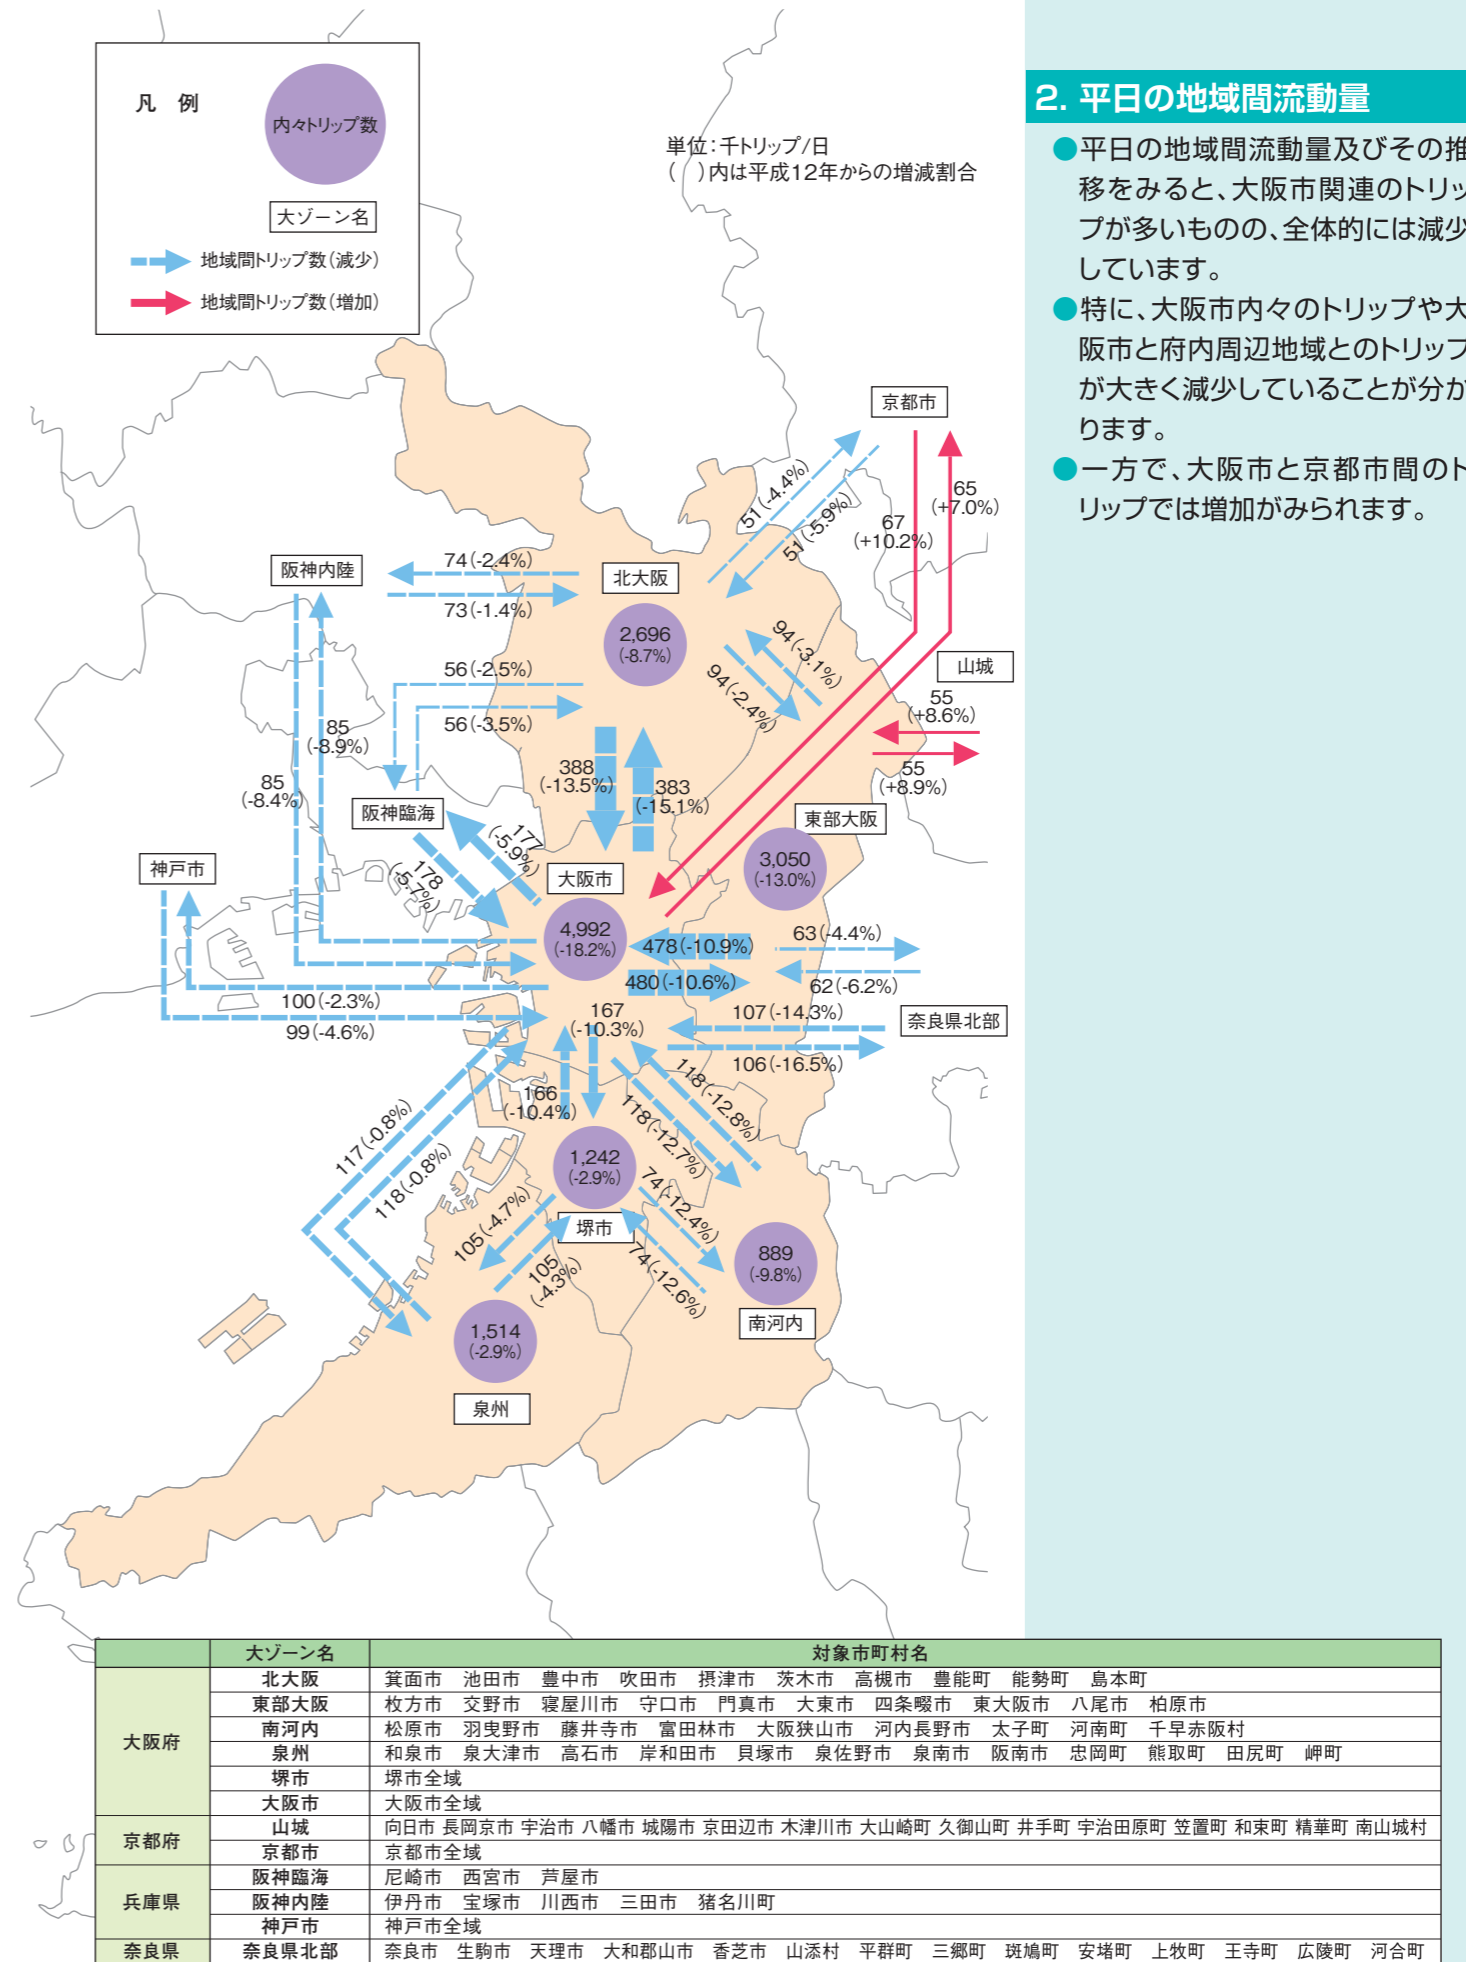 凡 例
内々トリップ数
大ゾーン名
地域間トリップ数(減少)
地域間トリップ数(増加)
単位:千トリップ/日
( )内は平成12年からの増減割合
2. 平日の地域間流動量
●平日の地域間流動量及びその推
移をみると、大阪市関連のトリッ
プが多いものの、全体的には減少
しています。
●特に、大阪市内々のトリップや大
阪市と府内周辺地域とのトリップ
が大きく減少していることが分か
ります。
●一方で、大阪市と京都市間のト
リップでは増加がみられます。
京都市
51(-4.4%)
51(-5.9%)
67
(+10.2%)
65
(+7.0%)
阪神内陸
74(-2.4%)
73(-1.4%)
北大阪
2,696
(-8.7%)
94(-3.1%)
94(-2.4%)
山城
55
(+8.6%)
55
(+8.9%)
56(-2.5%)
56(-3.5%)
85
(-8.9%)
85
(-8.4%)
388
(-13.5%)
383
(-15.1%)
阪神臨海
177
(-5.9%)
178
(-5.7%)
東部大阪
3,050
(-13.0%)
神戸市
大阪市
4,992
(-18.2%)
478(-10.9%)
480(-10.6%)
63(-4.4%)
62(-6.2%)
100(-2.3%)
99(-4.6%)
167
(-10.3%)
107(-14.3%)
106(-16.5%)
奈良県北部
166
(-10.4%)
118(-12.8%)
118(-12.7%)
117(-0.8%)
118(-0.8%)
1,242
(-2.9%)
堺市
74(-12.4%)
74(-12.6%)
105(-4.7%)
105
(-4.3%)
889
(-9.8%)
南河内
1,514
(-2.9%)
泉州
大ゾーン名 対象市町村名
大阪府
北大阪 箕面市 池田市 豊中市 吹田市 摂津市 茨木市 高槻市 豊能町 能勢町 島本町
東部大阪 枚方市 交野市 寝屋川市 守口市 門真市 大東市 四条畷市 東大阪市 八尾市 柏原市
南河内 松原市 羽曳野市 藤井寺市 富田林市 大阪狭山市 河内長野市 太子町 河南町 千早赤阪村
泉州 和泉市 泉大津市 高石市 岸和田市 貝塚市 泉佐野市 泉南市 阪南市 忠岡町 熊取町 田尻町 岬町
堺市 堺市全域
大阪市 大阪市全域
京都府
山城 向日市 長岡京市 宇治市 八幡市 城陽市 京田辺市 木津川市 大山崎町 久御山町 井手町 宇治田原町 笠置町 和束町 精華町 南山城村
京都市 京都市全域
兵庫県
阪神臨海 尼崎市 西宮市 芦屋市
阪神内陸 伊丹市 宝塚市 川西市 三田市 猪名川町
神戸市 神戸市全域
奈良県 奈良県北部 奈良市 生駒市 天理市 大和郡山市 香芝市 山添村 平群町 三郷町 斑鳩町 安堵町 上牧町 王寺町 広陵町 河合町